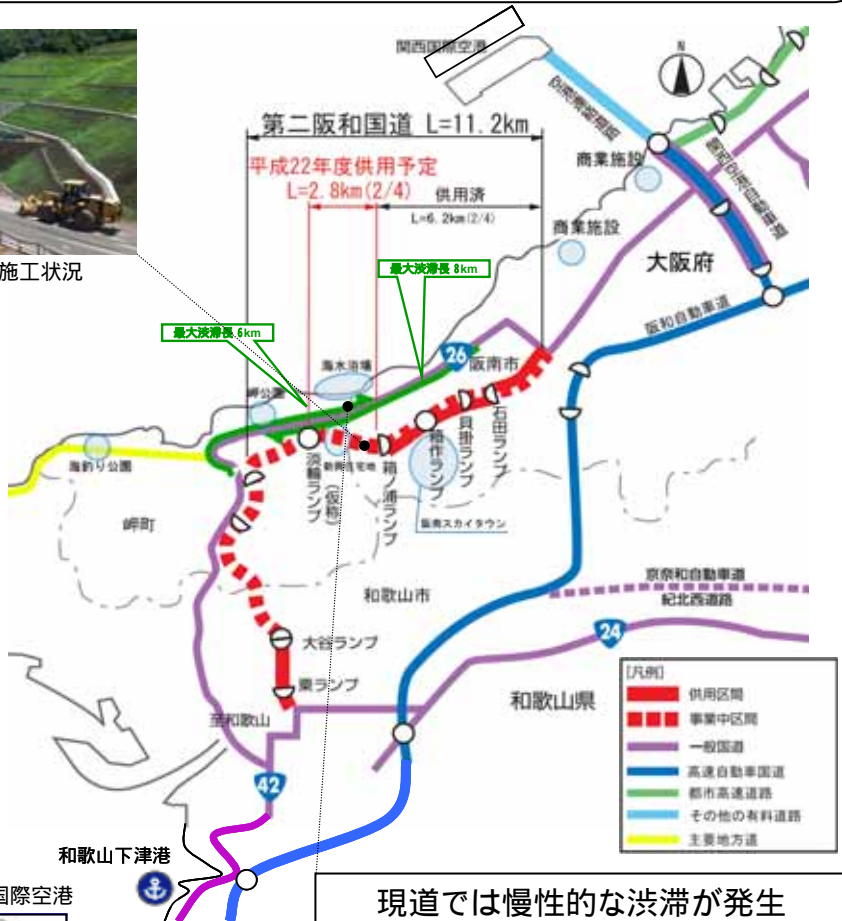 関西国際空港
N
第二阪和国道 L=11.2km
平成22年度供用予定
L=2.8km(2/4)
供用済
L=6.2km(2/4)
商業施設
商業施設
大阪府
施工状況
最大渋滞長 8km
最大渋滞長 6km
阪和自動車道
海水浴場
26
阪南市
岬公園
海釣り公園
淡輪ランプ
(仮称)
新興住宅地
箱ノ浦ランプ
箱作ランプ
貝掛ランプ
石田ランプ
阪南スカイタウン
岬町
和歌山市
京奈和自動車道
紀北西道路
24
大谷ランプ
粟ランプ
至和歌山
和歌山県
[凡例]
供用区間
事業中区間
一般国道
高速自動車国道
都市高速道路
その他の有料道路
主要地方道
42
和歌山下津港
国際空港
現道では慢性的な渋滞が発生